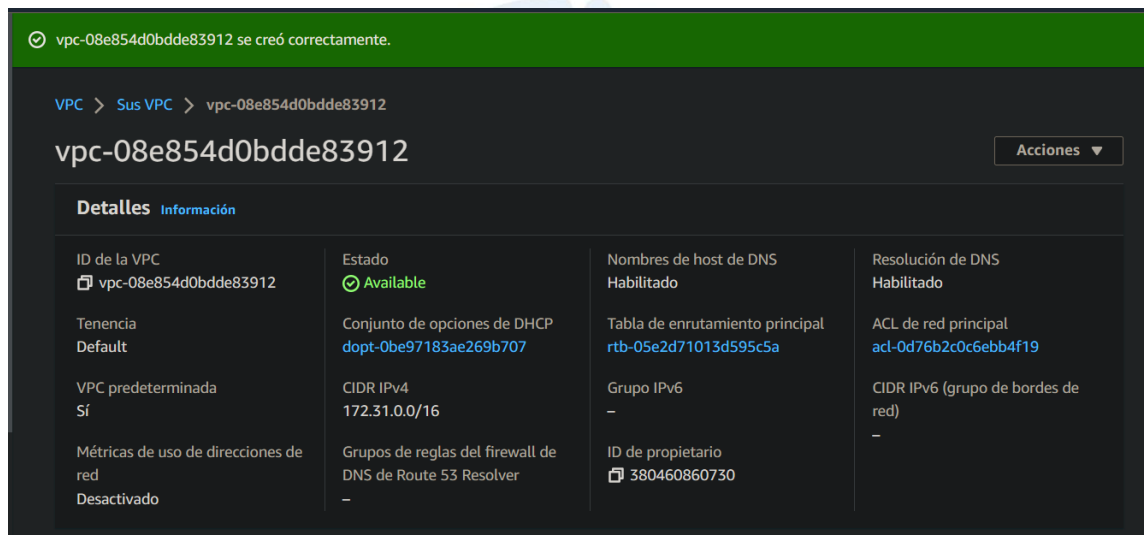 vpc-08e854d0bdde83912 se creó correctamente.
VPC > Sus VPC > vpc-08e854d0bdde83912
vpc-08e854d0bdde83912
Acciones ▼
Detalles Información
ID de la VPC
vpc-08e854d0bdde83912
Estado
Available
Nombres de host de DNS
Habilitado
Resolución de DNS
Habilitado
Tenencia
Default
Conjunto de opciones de DHCP
dopt-0be97183ae269b707
Tabla de enrutamiento principal
rtb-05e2d71013d595c5a
ACL de red principal
acl-0d76b2c0c6ebb4f19
VPC predeterminada
Sí
CIDR IPv4
172.31.0.0/16
Grupo IPv6
–
CIDR IPv6 (grupo de bordes de
red)
–
Métricas de uso de direcciones de
red
Desactivado
Grupos de reglas del firewall de
DNS de Route 53 Resolver
–
ID de propietario
380460860730